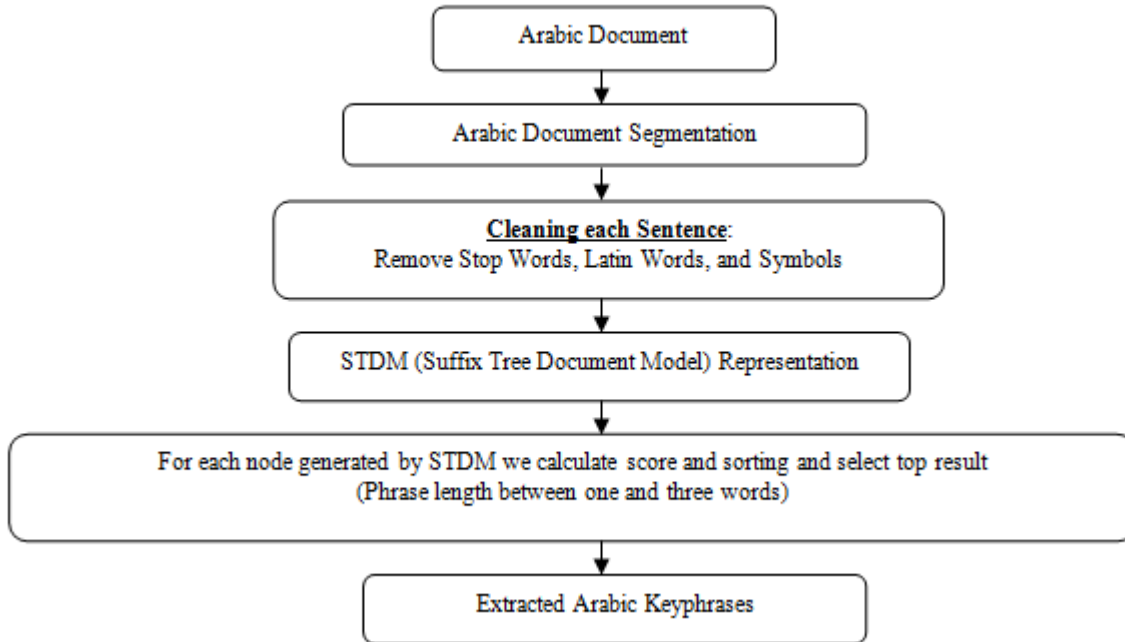 Arabic Document
Arabic Document Segmentation
Cleaning each Sentence:
Remove Stop Words, Latin Words, and Symbols
STDM (Suffix Tree Document Model) Representation
For each node generated by STDM we calculate score and sorting and select top result
(Phrase length between one and three words)
Extracted Arabic Keyphrases